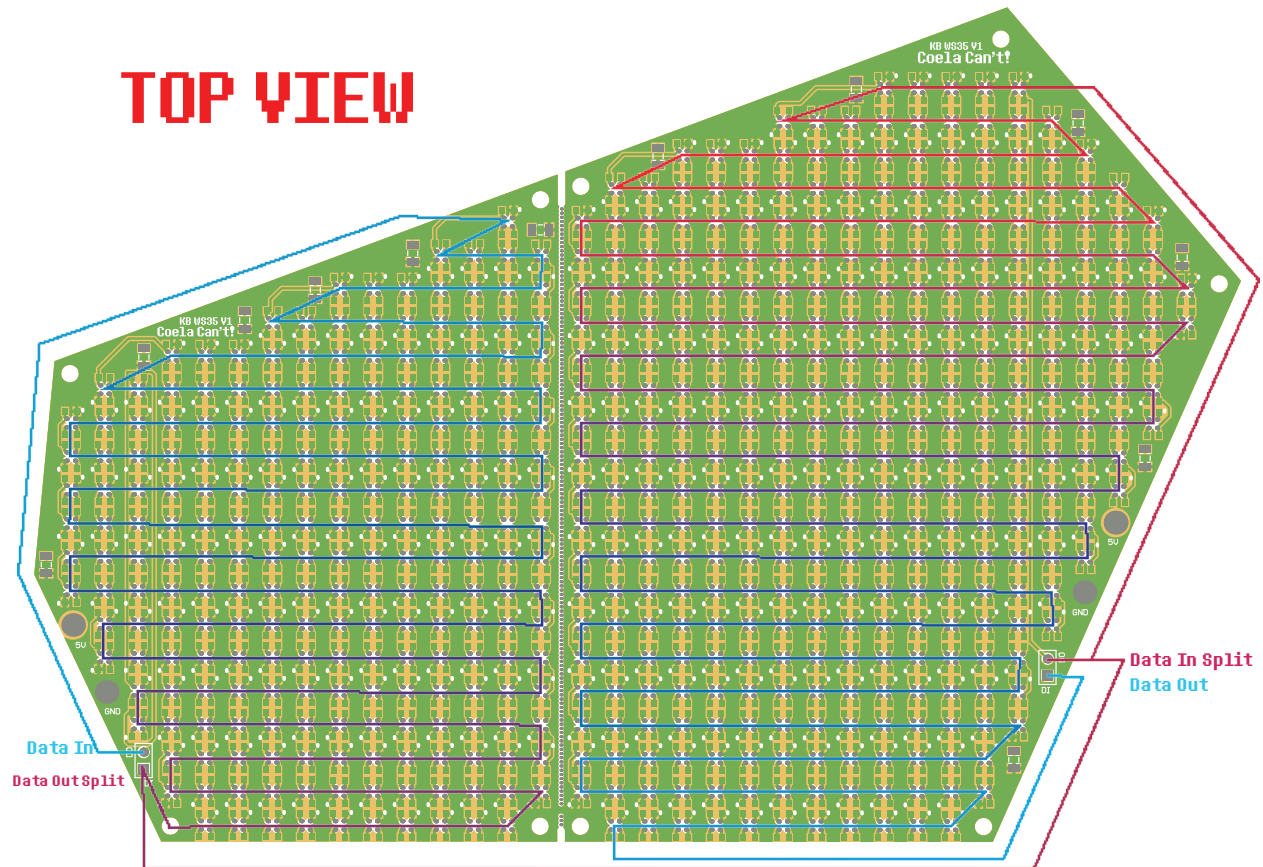 KB WS35 V1
Coela Can't!
TOP VIEW
KB WS35 V1
Coela Can't!
5V
GND
5V
GND
Data In Split
Data Out
DI
Data In
Data Out Split